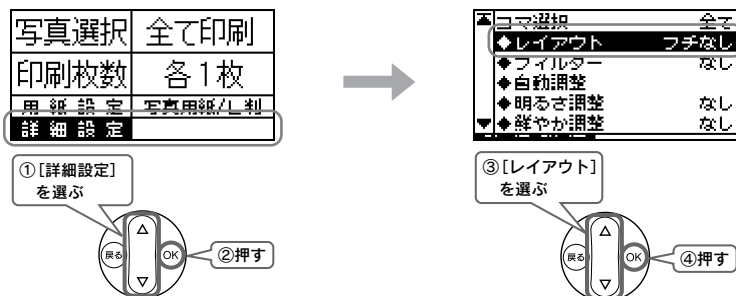 写真選択 全て印刷
印刷枚数 各1枚
用紙設定 写真用紙/L判
詳細設定
①[詳細設定]
を選ぶ
戻る OK
②押す
コマ選択 全て
◆レイアウト フチなし
◆フィルター なし
◆自動調整
◆明るさ調整 なし
◆鮮やか調整 なし
③[レイアウト]
を選ぶ
戻る OK
④押す